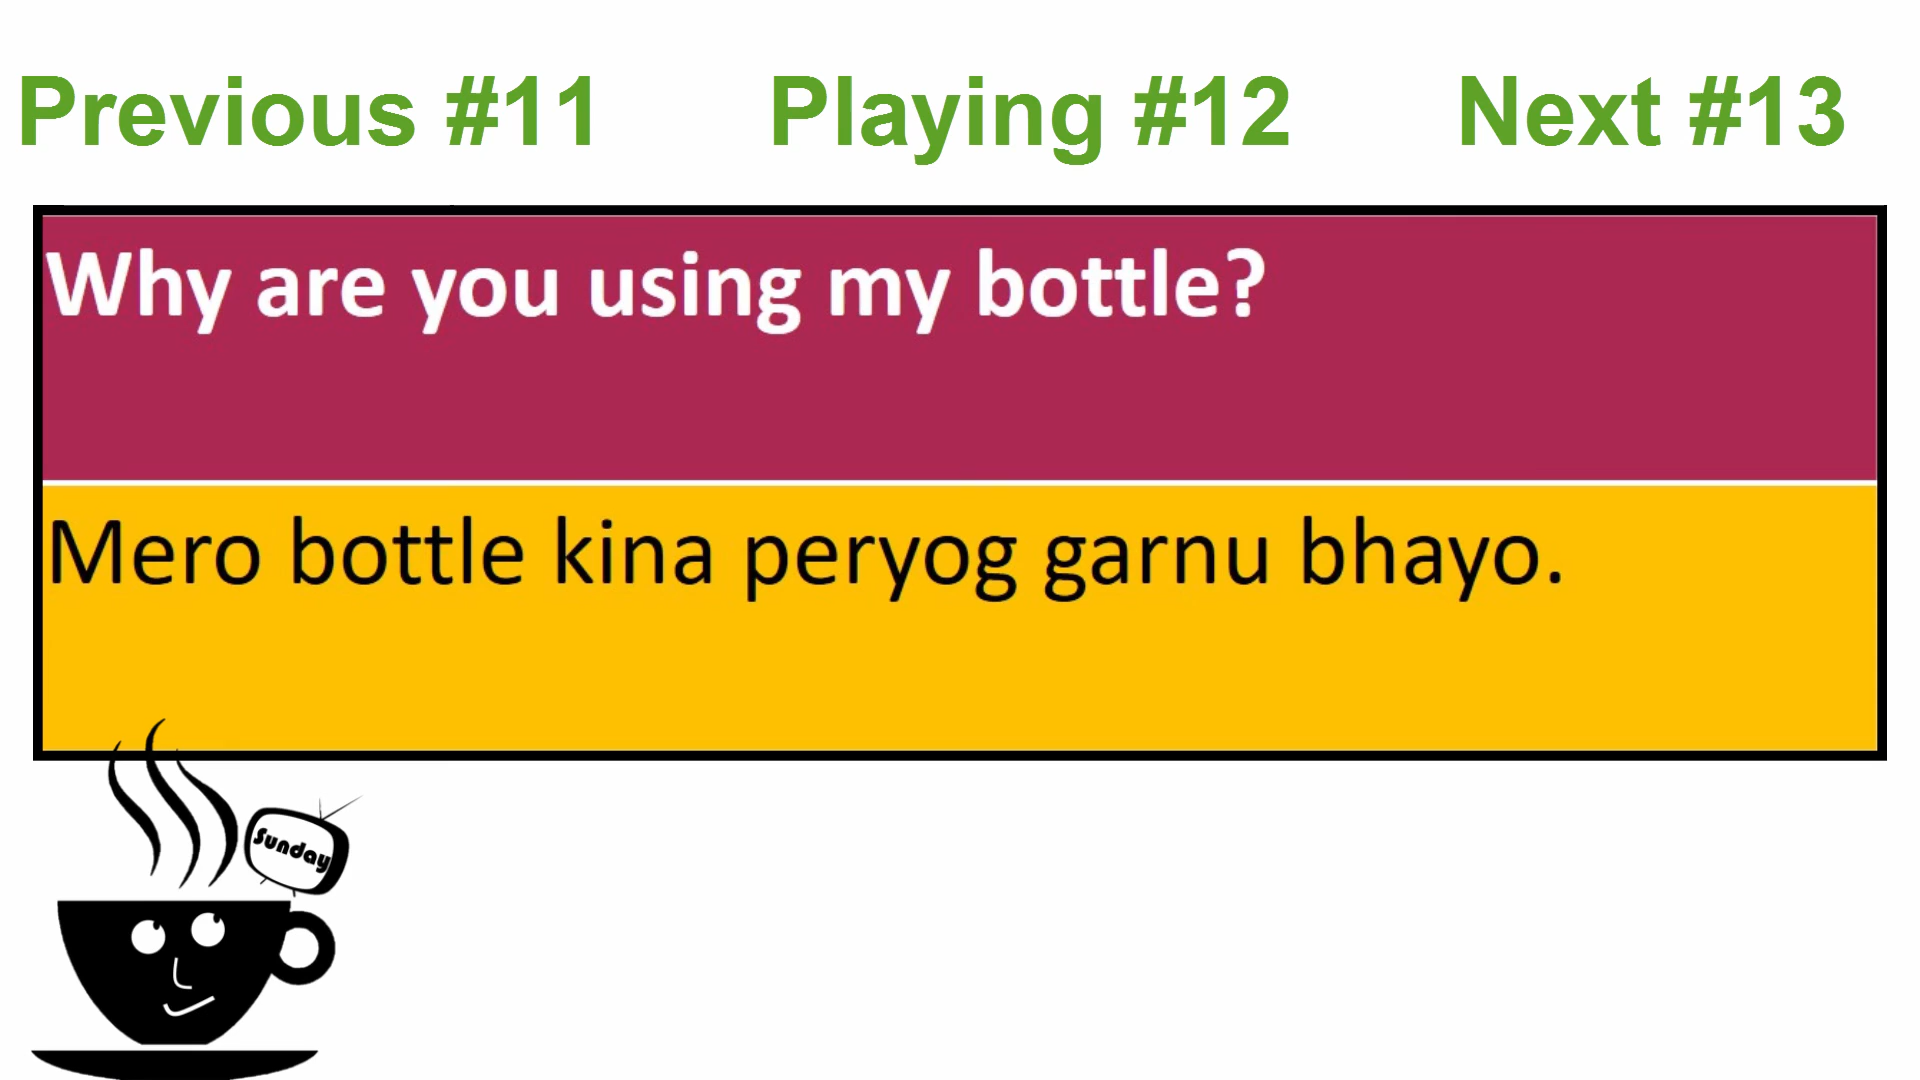 Previous #11 Playing #12 Next #13
Why are you using my bottle?
Mero bottle kina peryog garnu bhayo.
Sunday